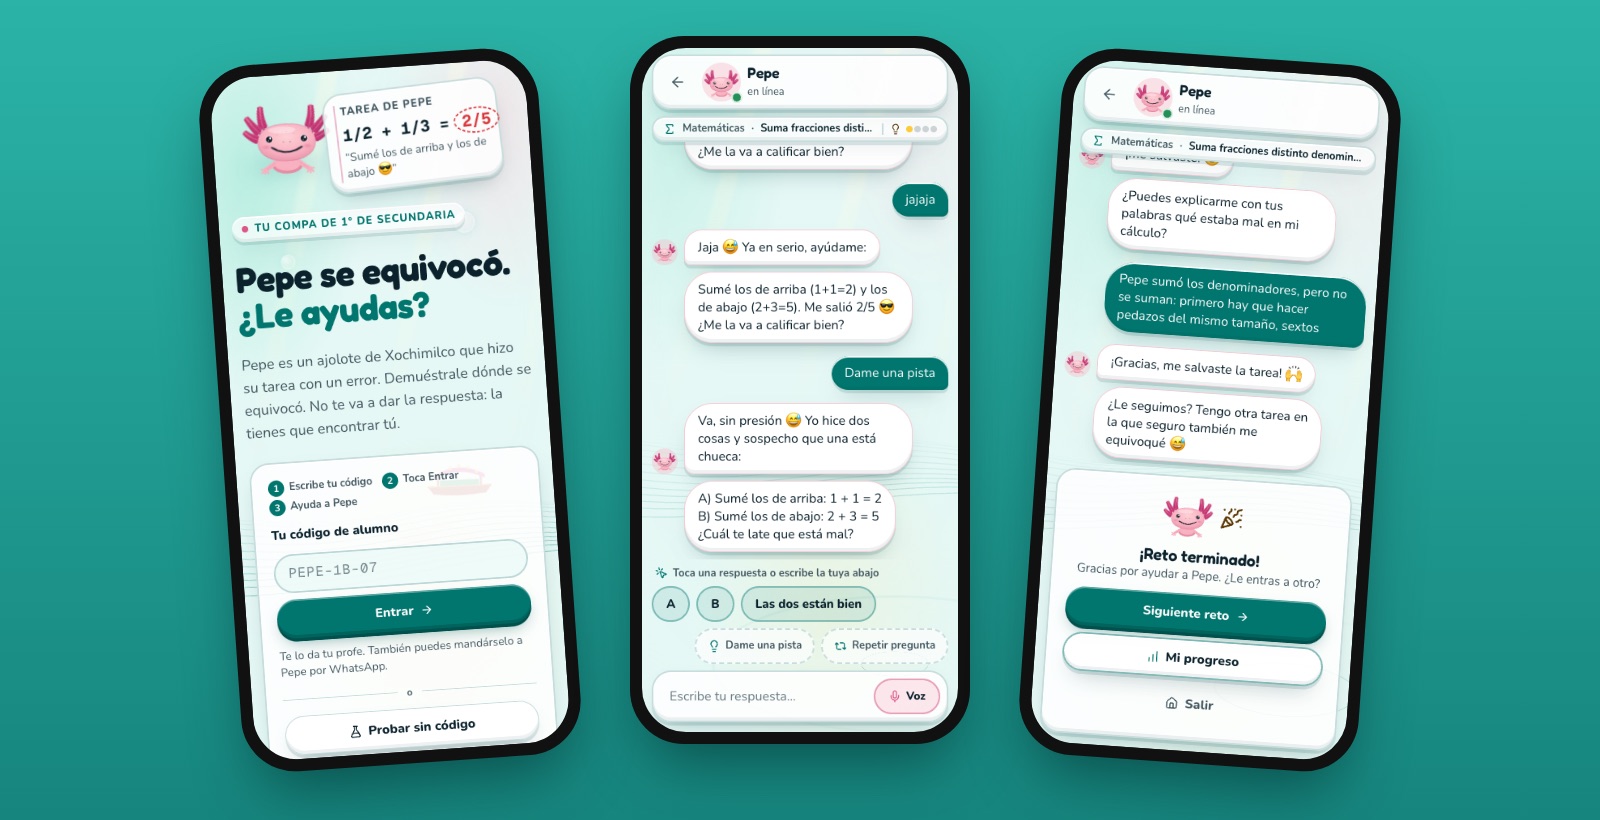 TAREA DE PEPE
1/2 + 1/3 = 2/5
"Sumé los de arriba y los de
abajo 😎"
TU COMPA DE 1° DE SECUNDARIA
Pepe se equivocó.
¿Le ayudas?
Pepe es un ajolote de Xochimilco que hizo
su tarea con un error. Demuéstrale dónde se
equivocó. No te va a dar la respuesta: la
tienes que encontrar tú.
1 Escribe tu código 2 Toca Entrar
3 Ayuda a Pepe
Tu código de alumno
PEPE-1B-07
Entrar →
Te lo da tu profe. También puedes mandárselo a
Pepe por WhatsApp.
o
Probar sin código
Pepe
en línea
Matemáticas · Suma fracciones disti...
¿Me la va a calificar bien?
jajaja
Jaja 😅 Ya en serio, ayúdame:
Sumé los de arriba (1+1=2) y los
de abajo (2+3=5). Me salió 2/5 😎
¿Me la va a calificar bien?
Dame una pista
Va, sin presión 😅 Yo hice dos
cosas y sospecho que una está
chueca:
A) Sumé los de arriba: 1 + 1 = 2
B) Sumé los de abajo: 2 + 3 = 5
¿Cuál te late que está mal?
Toca una respuesta o escribe la tuya abajo
A
B
Las dos están bien
Dame una pista
Repetir pregunta
Escribe tu respuesta...
Voz
Pepe
en línea
Matemáticas · Suma fracciones distinto denomin...
¿Puedes explicarme con tus
palabras qué estaba mal en mi
cálculo?
Pepe sumó los denominadores, pero no
se suman: primero hay que hacer
pedazos del mismo tamaño, sextos
¡Gracias, me salvaste la tarea! 🙌
¿Le seguimos? Tengo otra tarea en
la que seguro también me
equivoqué 😅
¡Reto terminado!
Gracias por ayudar a Pepe. ¿Le entras a otro?
Siguiente reto →
Mi progreso
Salir